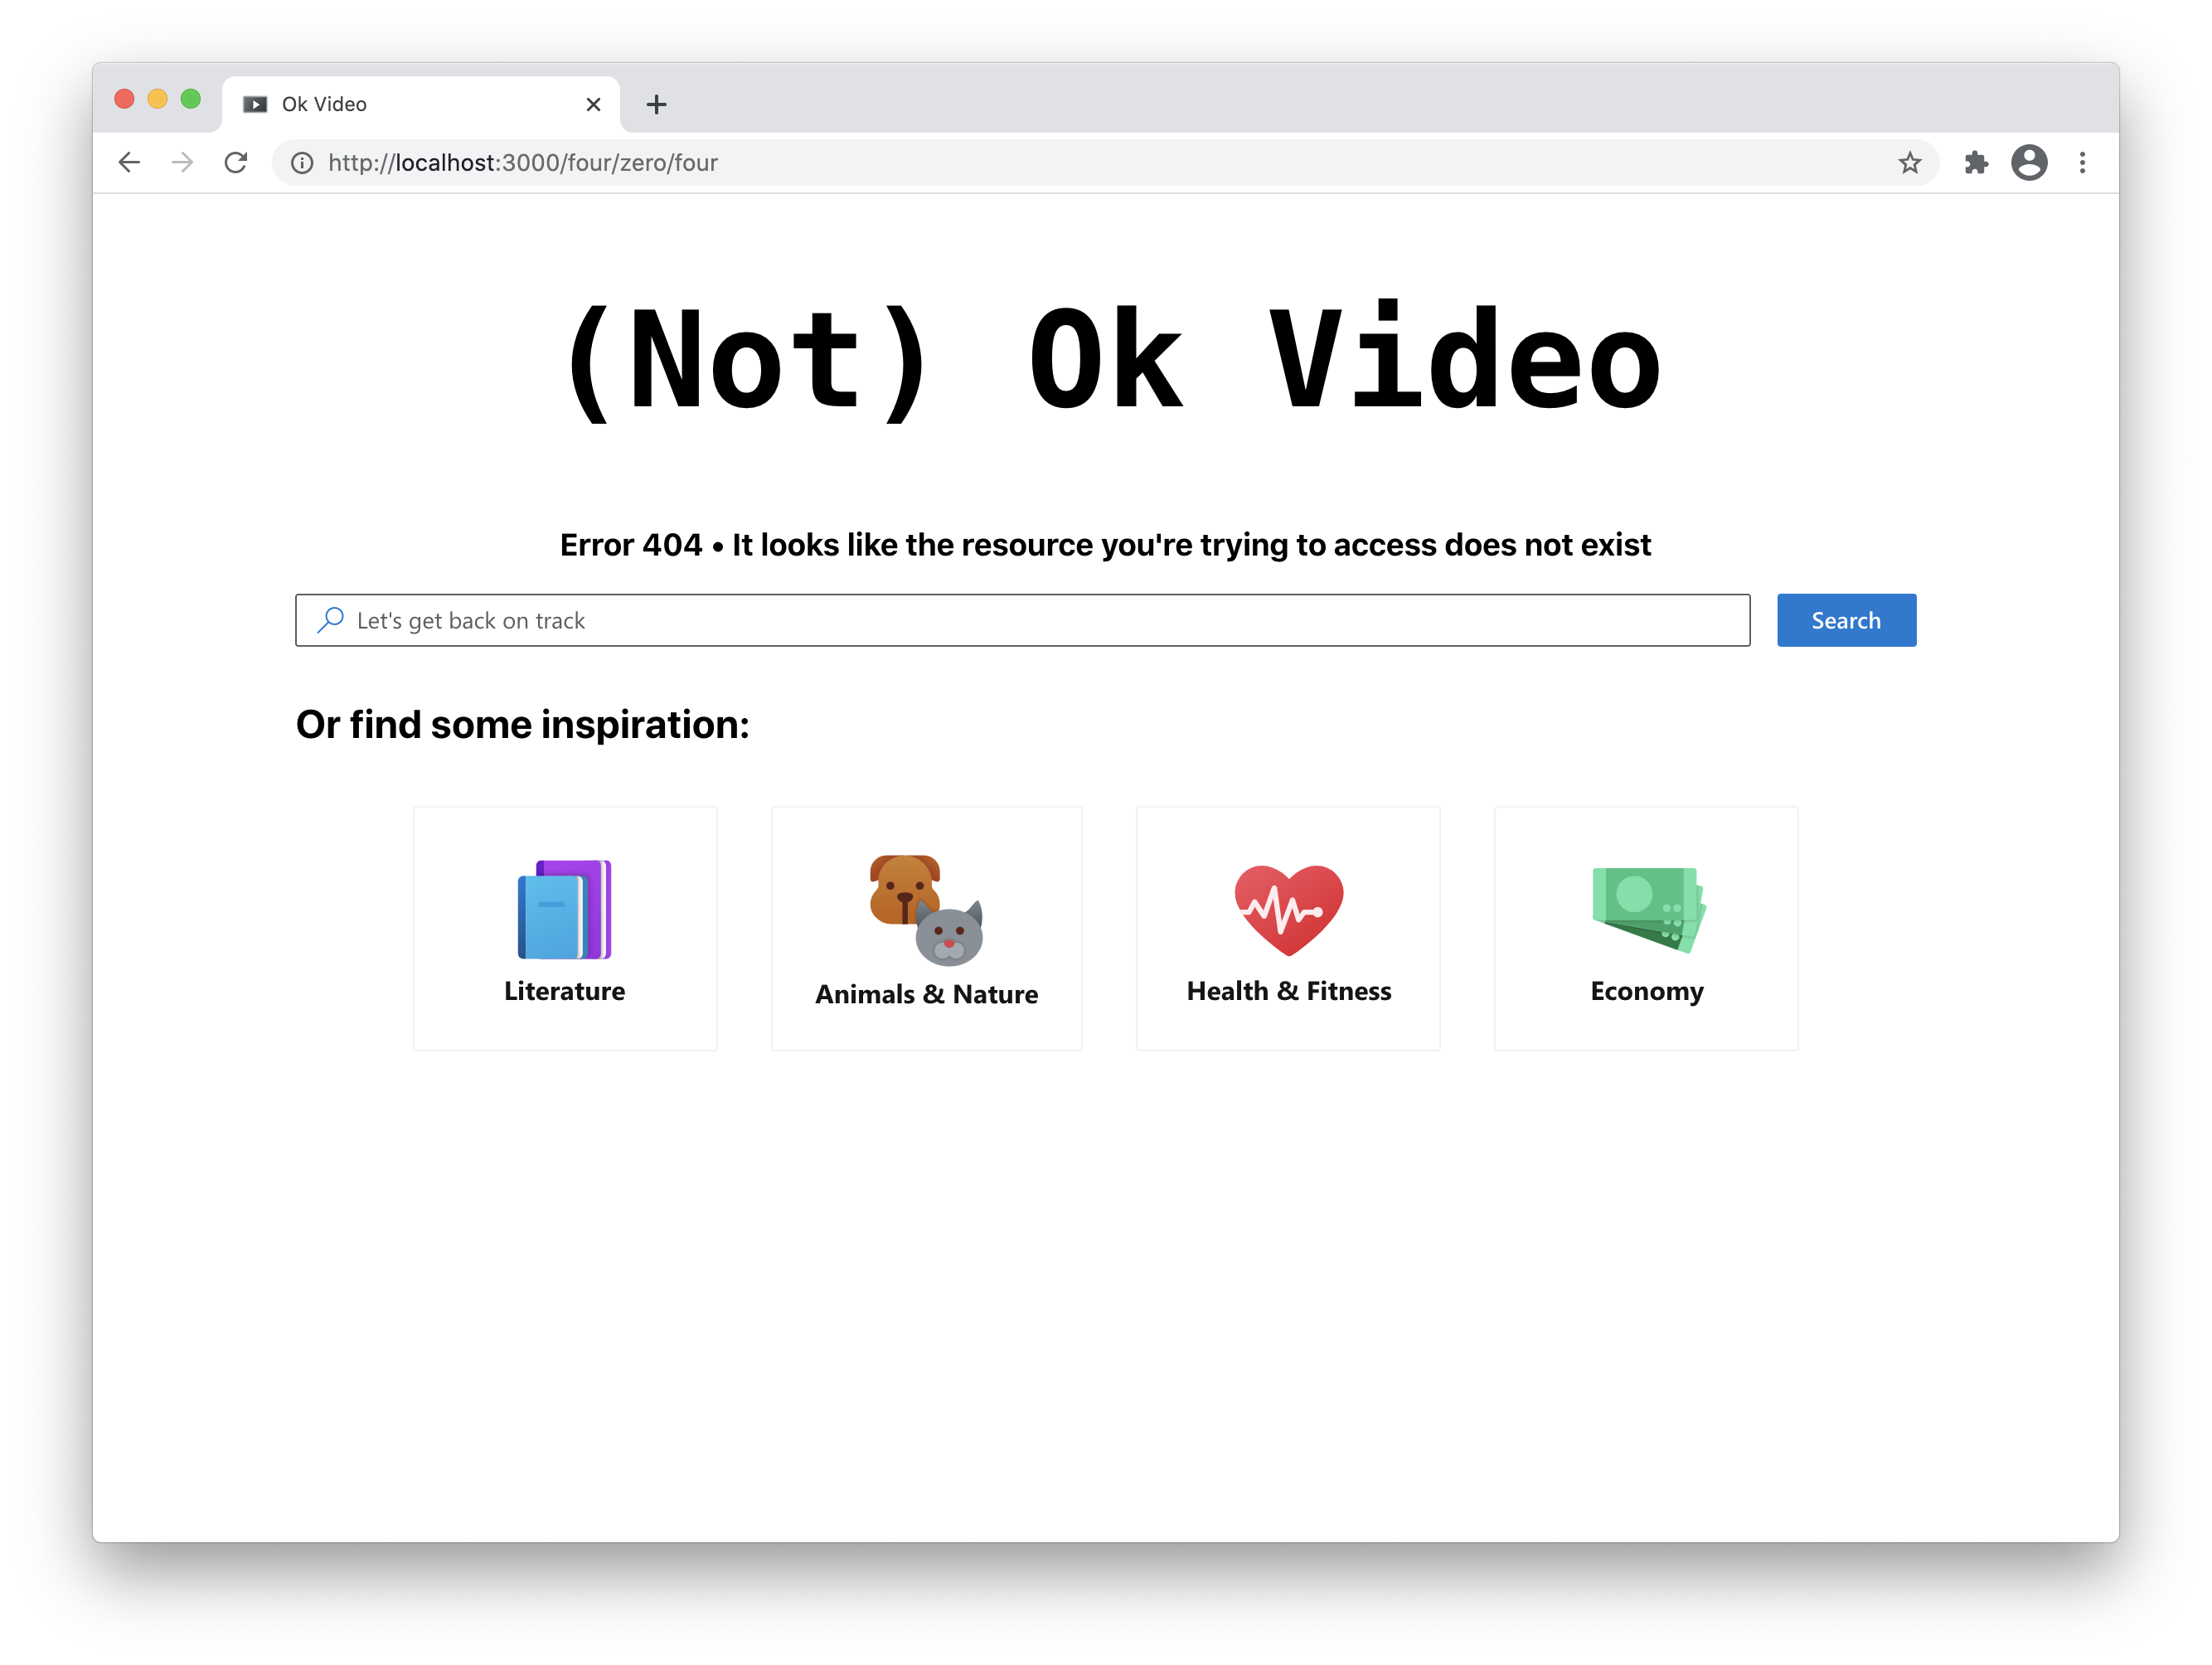 Ok Video
http://localhost:3000/four/zero/four
(Not) Ok Video
Error 404 • It looks like the resource you're trying to access does not exist
Let's get back on track
Search
Or find some inspiration:
Literature
Animals & Nature
Health & Fitness
Economy